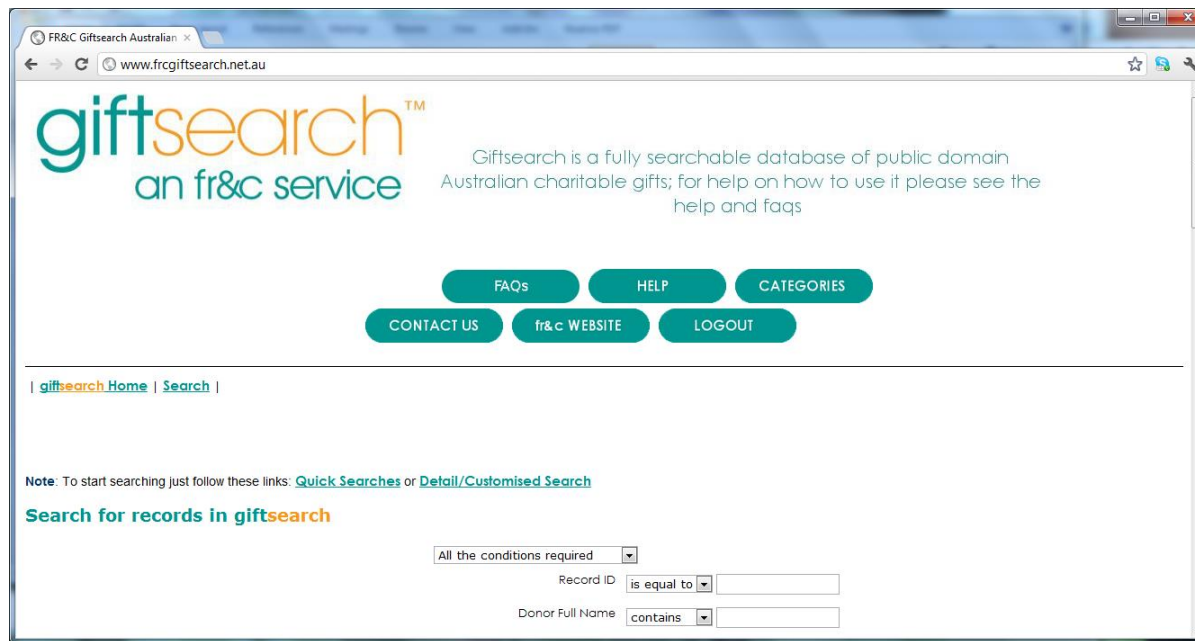 FR&C Giftsearch Australian
www.frcgiftsearch.net.au
giftsearch™
an fr&c service
Giftsearch is a fully searchable database of public domain
Australian charitable gifts; for help on how to use it please see the
help and faqs
FAQs HELP CATEGORIES
CONTACT US fr&c WEBSITE LOGOUT
| giftsearch Home | Search |
Note: To start searching just follow these links: Quick Searches or Detail/Customised Search
Search for records in giftsearch
All the conditions required
Record ID is equal to
Donor Full Name contains